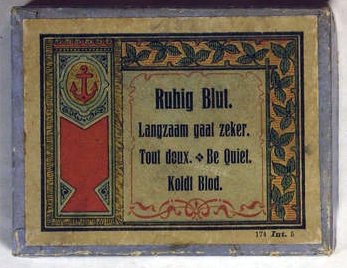 Ruhig Blut.
Langzaam gaat zeker.
Tout doux. ❖ Be Quiet.
Koldt Blod.
174 Int. 5